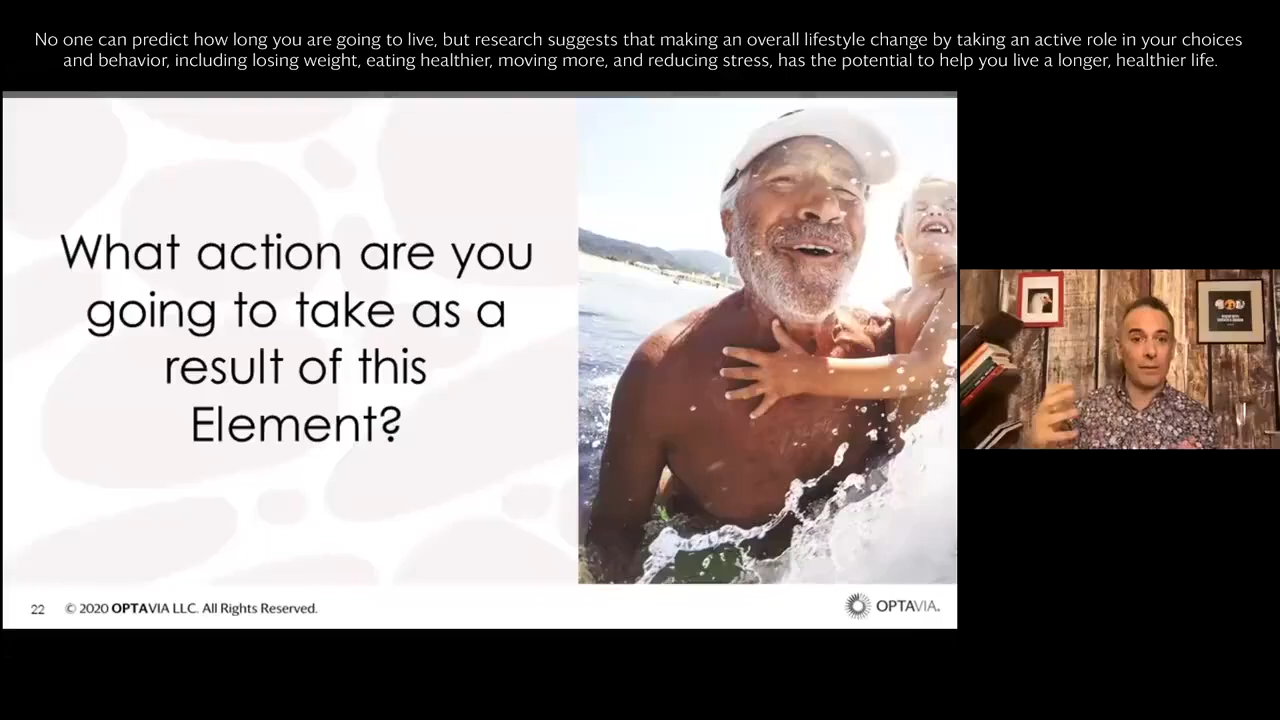 No one can predict how long you are going to live, but research suggests that making an overall lifestyle change by taking an active role in your choices
and behavior, including losing weight, eating healthier, moving more, and reducing stress, has the potential to help you live a longer, healthier life.
What action are you
going to take as a
result of this
Element?
22 © 2020 OPTAVIA LLC. All Rights Reserved.
OPTAVIA.